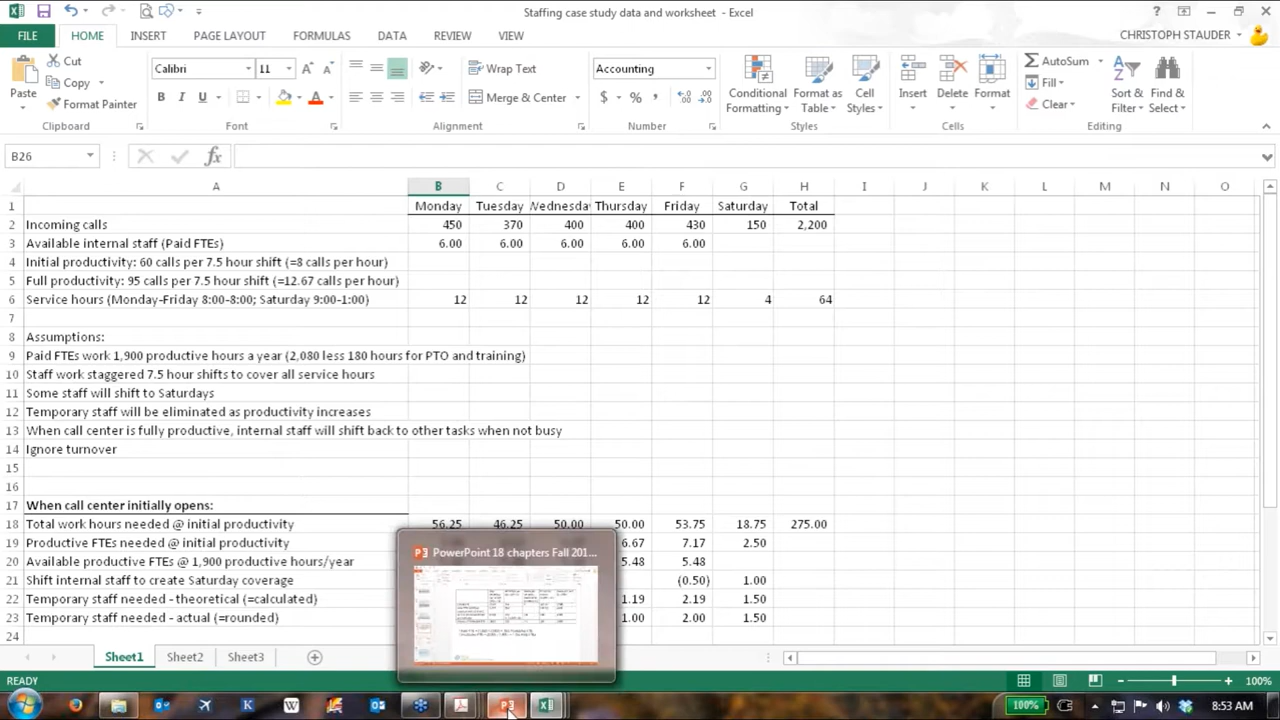 Staffing case study data and worksheet - Excel
FILE HOME INSERT PAGE LAYOUT FORMULAS DATA REVIEW VIEW CHRISTOPH STAUDER
Cut
Copy
Format Painter
Paste
Calibri 11
B I U
Wrap Text
Merge & Center
Accounting
$ % ,
Conditional Formatting
Format as Table
Cell Styles
Insert Delete Format
AutoSum
Fill
Clear
Sort & Filter
Find & Select
Clipboard Font Alignment Number Styles Cells Editing
B26 fx
A B C D E F G H I J K L M N O
1 Monday Tuesday Wednesday Thursday Friday Saturday Total
2 Incoming calls 450 370 400 400 430 150 2,200
3 Available internal staff (Paid FTEs) 6.00 6.00 6.00 6.00 6.00
4 Initial productivity: 60 calls per 7.5 hour shift (=8 calls per hour)
5 Full productivity: 95 calls per 7.5 hour shift (=12.67 calls per hour)
6 Service hours (Monday-Friday 8:00-8:00; Saturday 9:00-1:00) 12 12 12 12 12 4 64
7
8 Assumptions:
9 Paid FTEs work 1,900 productive hours a year (2,080 less 180 hours for PTO and training)
10 Staff work staggered 7.5 hour shifts to cover all service hours
11 Some staff will shift to Saturdays
12 Temporary staff will be eliminated as productivity increases
13 When call center is fully productive, internal staff will shift back to other tasks when not busy
14 Ignore turnover
15
16
17 When call center initially opens:
18 Total work hours needed @ initial productivity 56.25 46.25 50.00 50.00 53.75 18.75 275.00
19 Productive FTEs needed @ initial productivity 6.67 7.17 2.50
20 Available productive FTEs @ 1,900 productive hours/year 5.48 5.48
21 Shift internal staff to create Saturday coverage (0.50) 1.00
22 Temporary staff needed - theoretical (=calculated) 1.19 2.19 1.50
23 Temporary staff needed - actual (=rounded) 1.00 2.00 1.50
24
PowerPoint 18 chapters Fall 201...
Sheet1 Sheet2 Sheet3
READY 100%
100% 8:53 AM